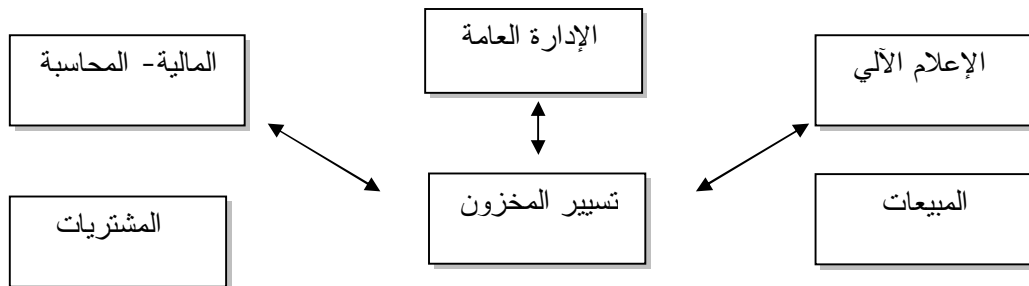 الإدارة العامة
الإعلام الآلي
المالية- المحاسبة
تسيير المخزون
المبيعات
المشتريات